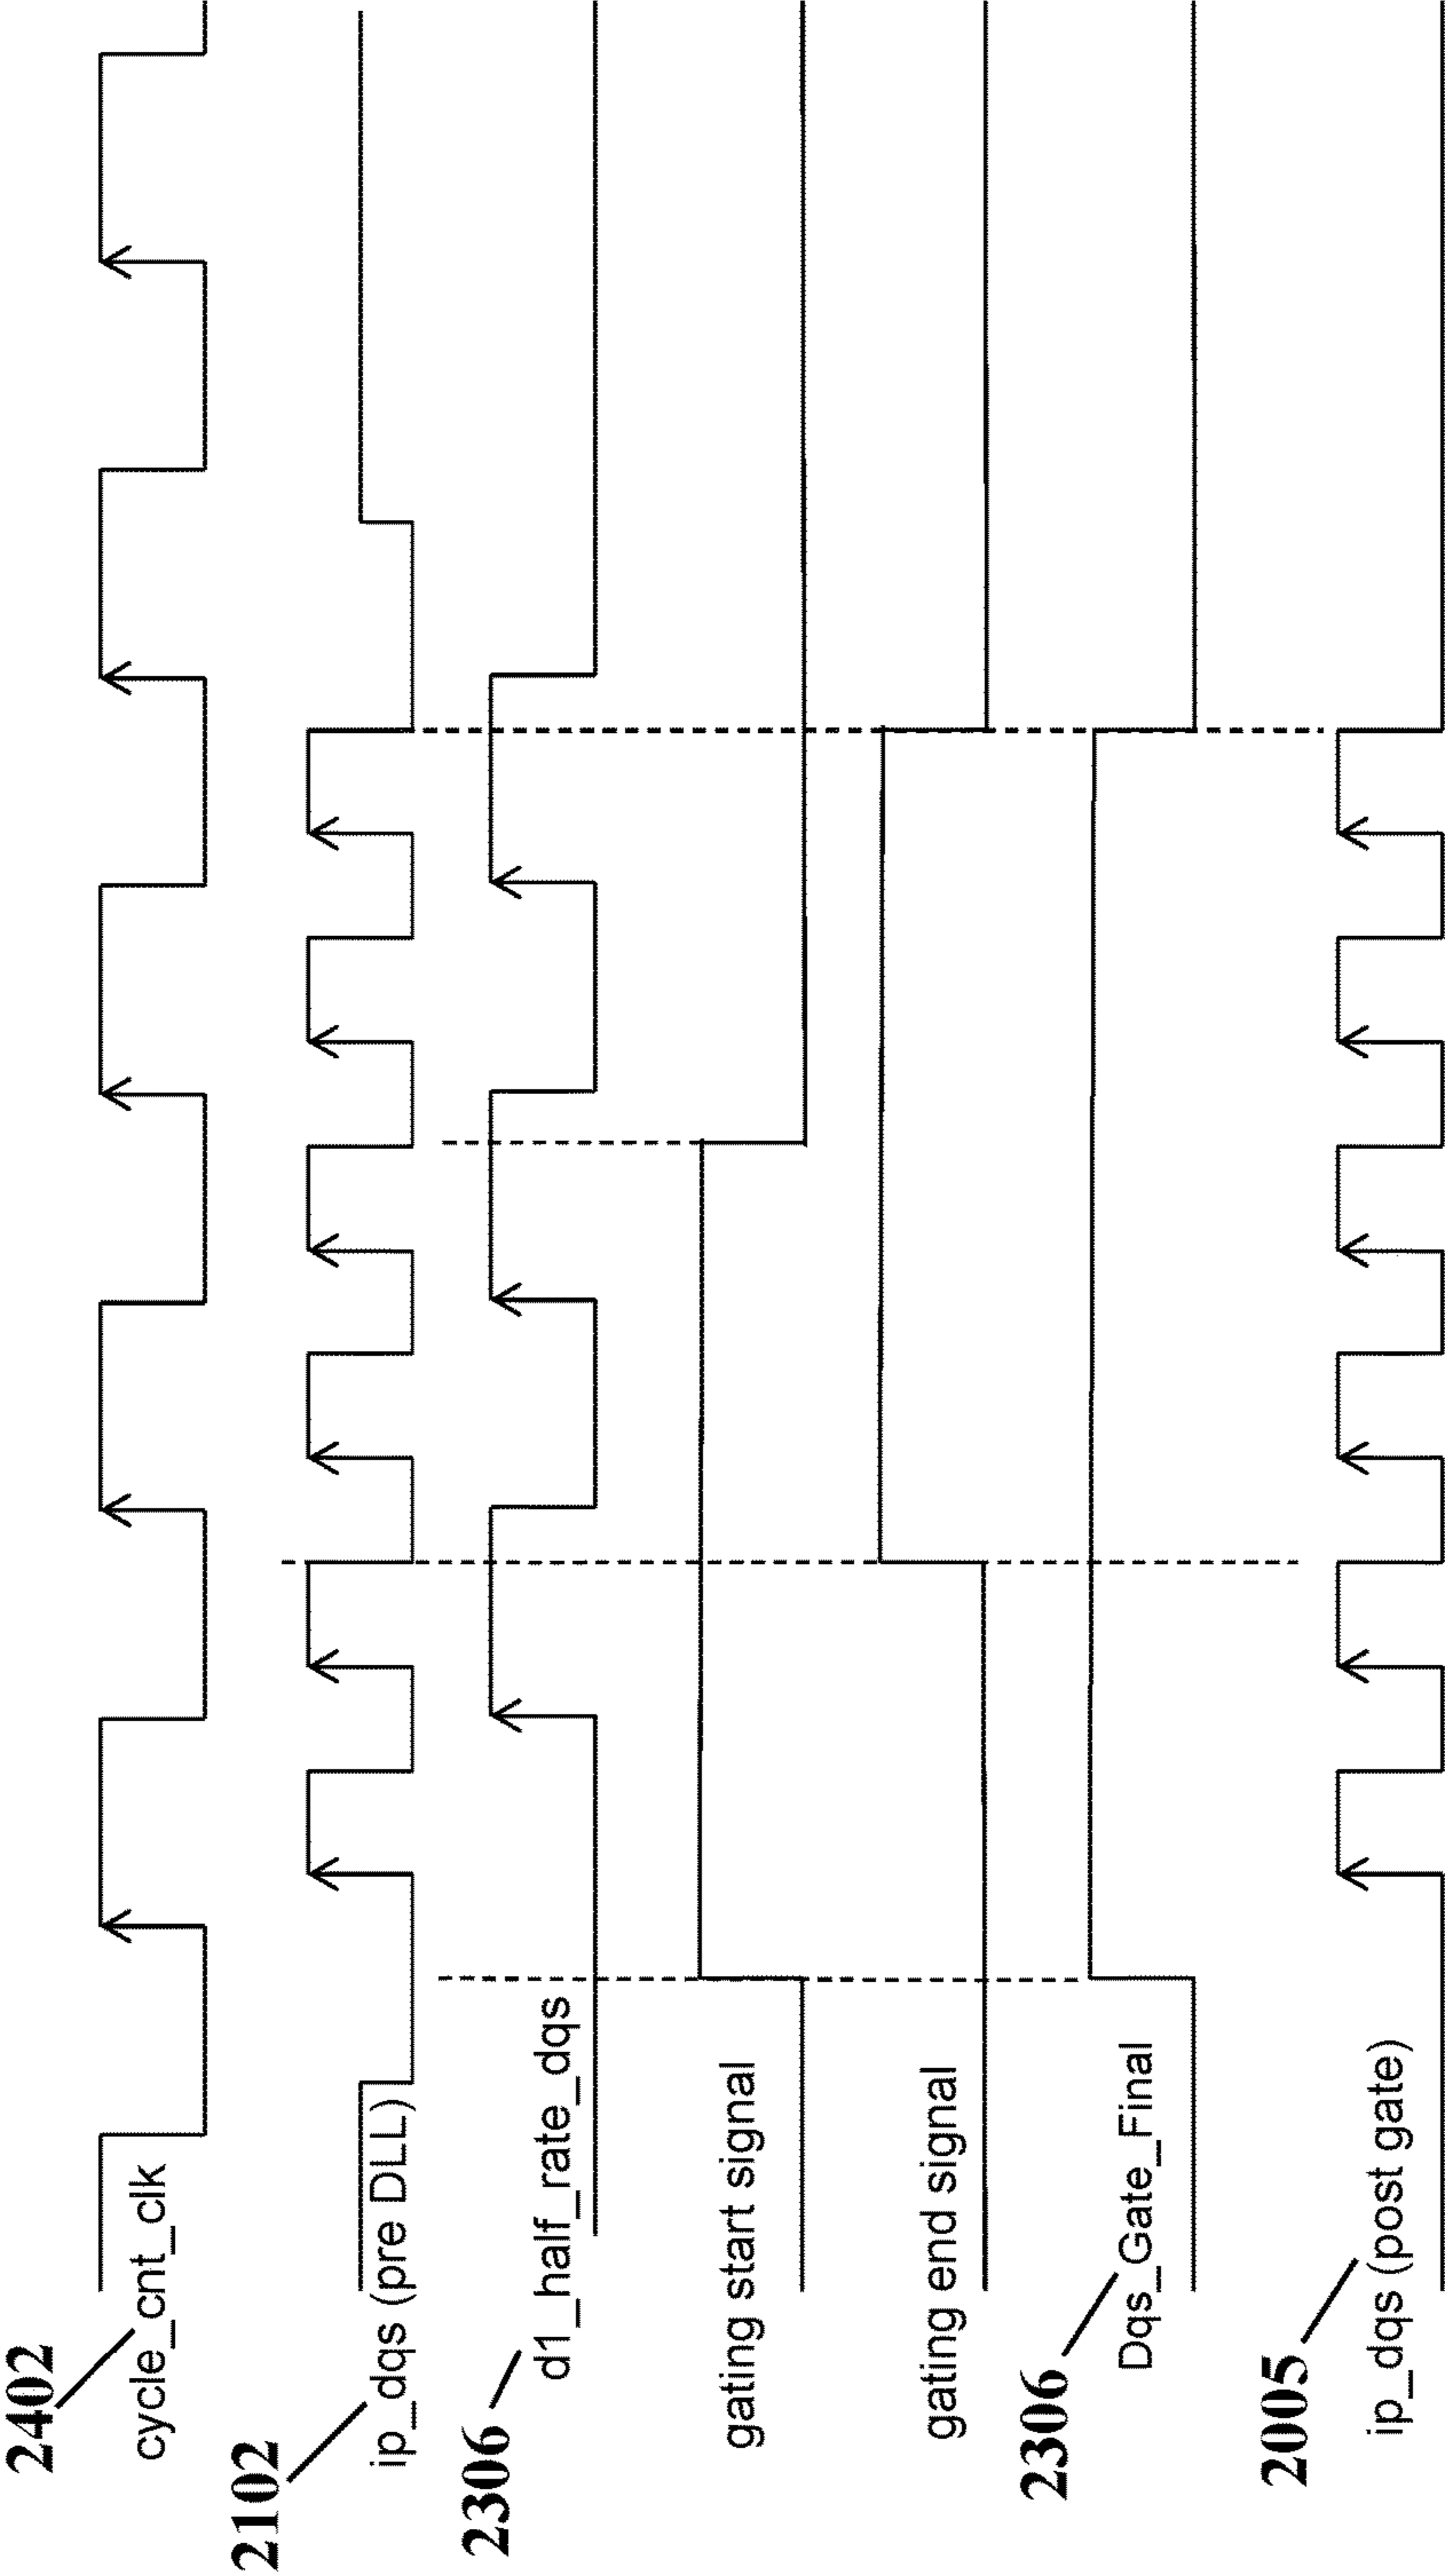 2402
cycle_cnt_clk
2102
ip_dqs (pre DLL)
2306
d1_half_rate_dqs
gating start signal
gating end signal
2306
Dqs_Gate_Final
2005
ip_dqs (post gate)